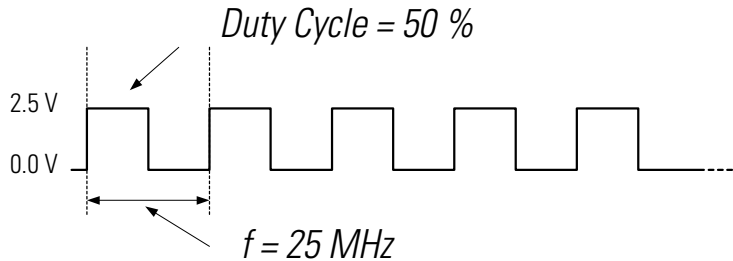 Duty Cycle = 50 %
2.5 V
0.0 V
f = 25 MHz